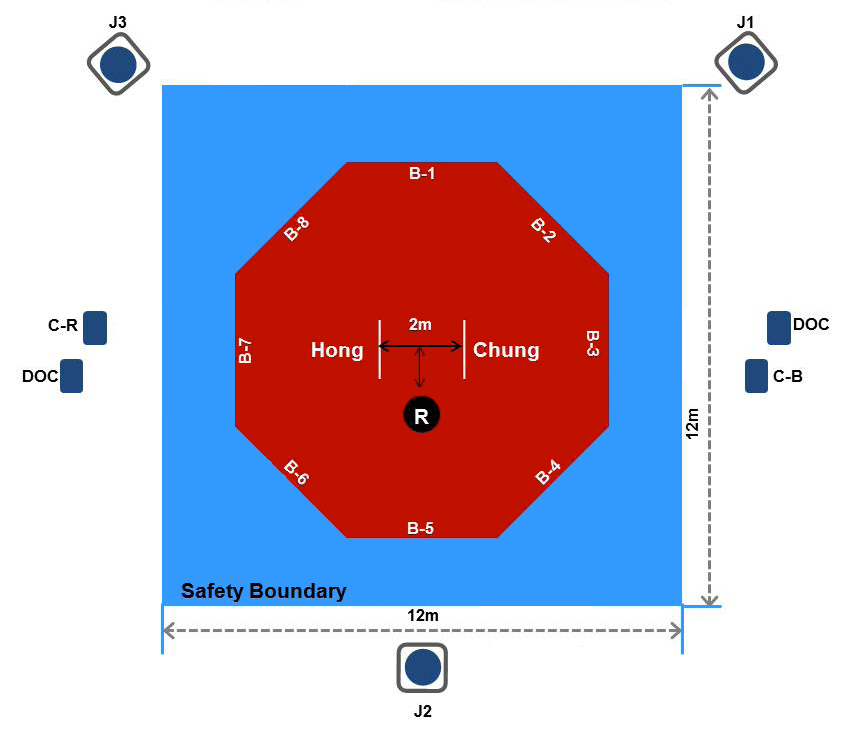 J3
J1
B-1
B-8
B-2
C-R
2m
DOC
Hong
Chung
B-7
B-3
DOC
C-B
R
12m
B-6
B-4
B-5
Safety Boundary
12m
J2